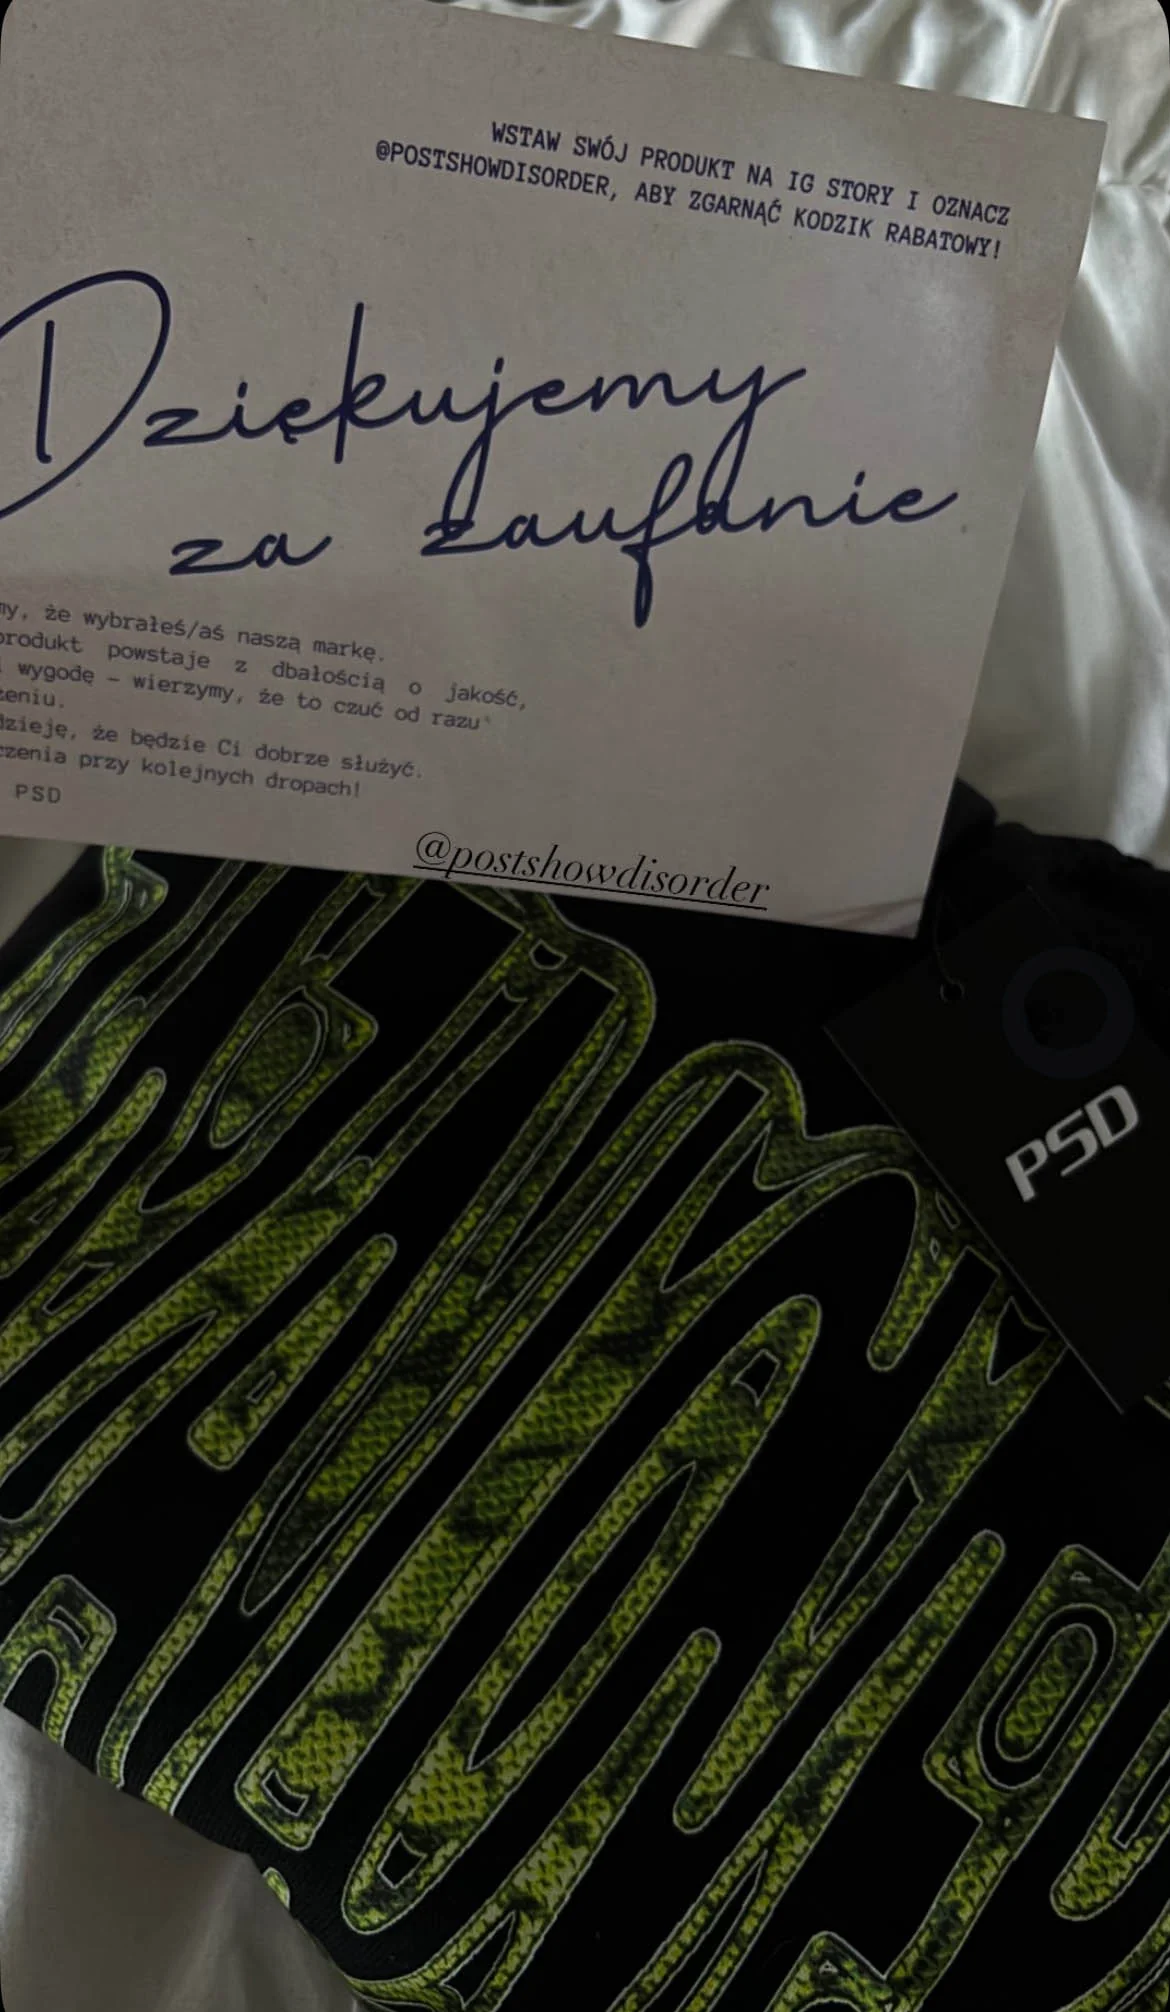 WSTAW SWÓJ PRODUKT NA IG STORY I OZNACZ
@POSTSHOWDISORDER, ABY ZGARNĄĆ KODZIK RABATOWY!
Dziękujemy
za zaufanie
że wybrałeś/aś naszą markę.
produkt powstaje z dbałością o jakość,
wygodę – wierzymy, że to czuć od razu
że będzie Ci dobrze służyć.
przy kolejnych dropach!
PSD
@postshowdisorder
PSD